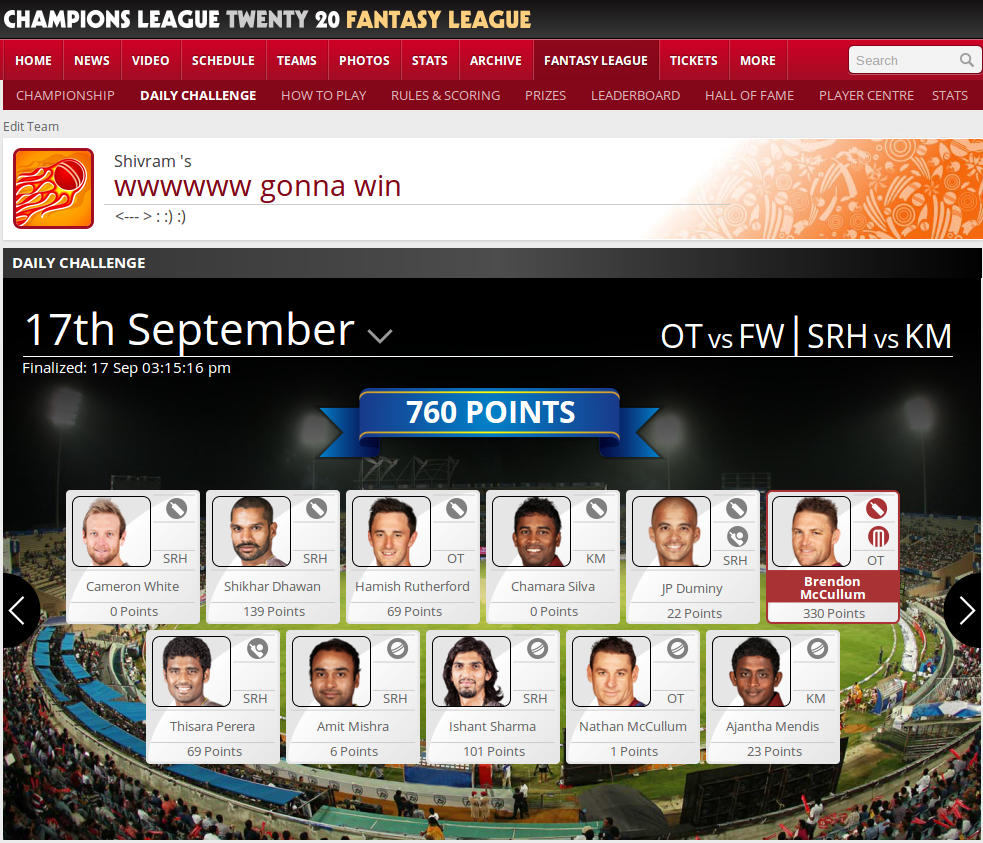 CHAMPIONS LEAGUE TWENTY 20 FANTASY LEAGUE
HOME NEWS VIDEO SCHEDULE TEAMS PHOTOS STATS ARCHIVE FANTASY LEAGUE TICKETS MORE Search
CHAMPIONSHIP DAILY CHALLENGE HOW TO PLAY RULES & SCORING PRIZES LEADERBOARD HALL OF FAME PLAYER CENTRE STATS
Edit Team
Shivram 's
wwwwww gonna win
<--- > : :) :)
DAILY CHALLENGE
17th September OT vs FW | SRH vs KM
Finalized: 17 Sep 03:15:16 pm
760 POINTS
SRH SRH OT KM SRH OT
Cameron White Shikhar Dhawan Hamish Rutherford Chamara Silva JP Duminy Brendon McCullum
0 Points 139 Points 69 Points 0 Points 22 Points 330 Points
SRH SRH SRH OT KM
Thisara Perera Amit Mishra Ishant Sharma Nathan McCullum Ajantha Mendis
69 Points 6 Points 101 Points 1 Points 23 Points